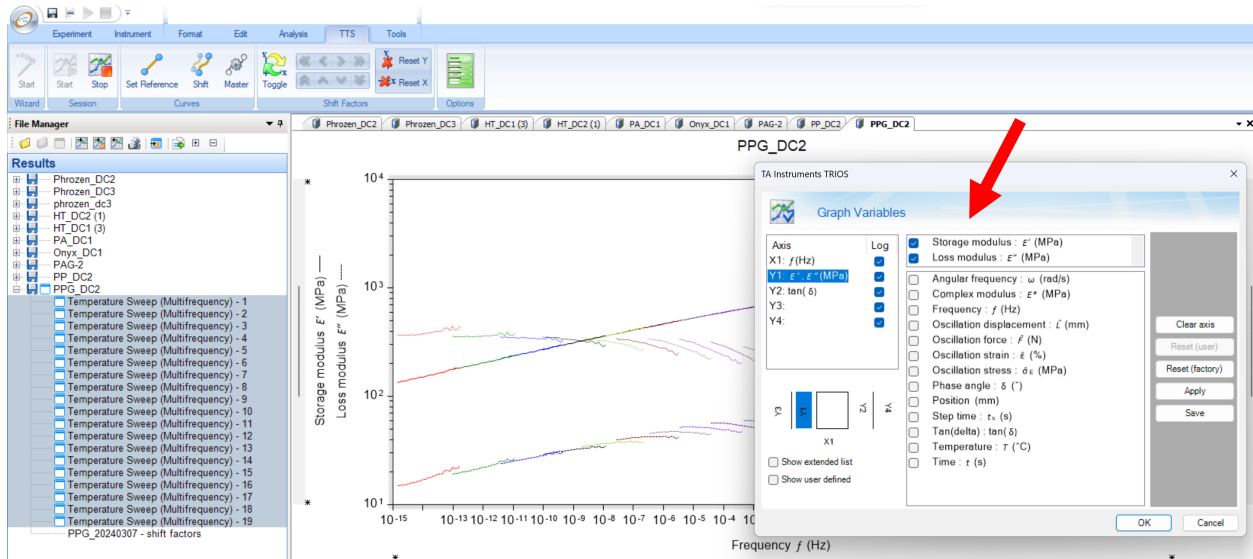 Experiment Instrument Format Edit Analysis TTS Tools
Start Start Stop Set Reference Shift Master Toggle Reset Y Reset X
Wizard Session Curves Shift Factors Options
File Manager
Phrozen_DC2 Phrozen_DC3 HT_DC1 (3) HT_DC2 (1) PA_DC1 Onyx_DC1 PAG-2 PP_DC2 PPG_DC2
Results
Phrozen_DC2
Phrozen_DC3
phrozen_dc3
HT_DC2 (1)
HT_DC1 (3)
PA_DC1
Onyx_DC1
PAG-2
PP_DC2
PPG_DC2
Temperature Sweep (Multifrequency) - 1
Temperature Sweep (Multifrequency) - 2
Temperature Sweep (Multifrequency) - 3
Temperature Sweep (Multifrequency) - 4
Temperature Sweep (Multifrequency) - 5
Temperature Sweep (Multifrequency) - 6
Temperature Sweep (Multifrequency) - 7
Temperature Sweep (Multifrequency) - 8
Temperature Sweep (Multifrequency) - 9
Temperature Sweep (Multifrequency) - 10
Temperature Sweep (Multifrequency) - 11
Temperature Sweep (Multifrequency) - 12
Temperature Sweep (Multifrequency) - 13
Temperature Sweep (Multifrequency) - 14
Temperature Sweep (Multifrequency) - 15
Temperature Sweep (Multifrequency) - 16
Temperature Sweep (Multifrequency) - 17
Temperature Sweep (Multifrequency) - 18
Temperature Sweep (Multifrequency) - 19
PPG_20240307 - shift factors
PPG_DC2
Storage modulus E′ (MPa)
Loss modulus E″ (MPa)
10⁴
10³
10²
10¹
10⁻¹⁵ 10⁻¹³ 10⁻¹² 10⁻¹¹ 10⁻¹⁰ 10⁻⁹ 10⁻⁸ 10⁻⁷ 10⁻⁶ 10⁻⁵ 10⁻⁴
Frequency f (Hz)
TA Instruments TRIOS
Graph Variables
Axis Log
X1: f(Hz)
Y1: E′, E″(MPa)
Y2: tan( δ)
Y3:
Y4:
Y3 Y1 Y2 Y4
X1
Show extended list
Show user defined
Storage modulus : E′ (MPa)
Loss modulus : E″ (MPa)
Angular frequency : ω (rad/s)
Complex modulus : E* (MPa)
Frequency : f (Hz)
Oscillation displacement : (mm)
Oscillation force : (N)
Oscillation strain : (%)
Oscillation stress : (MPa)
Phase angle : δ (°)
Position (mm)
Step time : tₛ (s)
Tan(delta) : tan(δ)
Temperature : T (°C)
Time : t (s)
Clear axis
Reset (user)
Reset (factory)
Apply
Save
OK Cancel